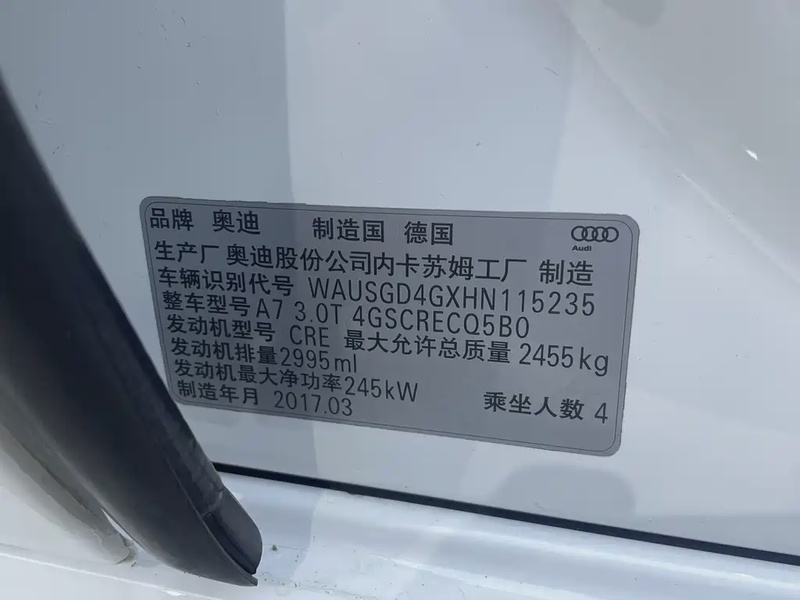 品牌 奥迪 制造国 德国
Audi
生产厂 奥迪股份公司内卡苏姆工厂 制造
车辆识别代号 WAUSGD4GXHN115235
整车型号 A7 3.0T 4GSCRECQ5B0
发动机型号 CRE 最大允许总质量 2455kg
发动机排量 2995ml
发动机最大净功率 245kW 乘坐人数 4
制造年月 2017.03